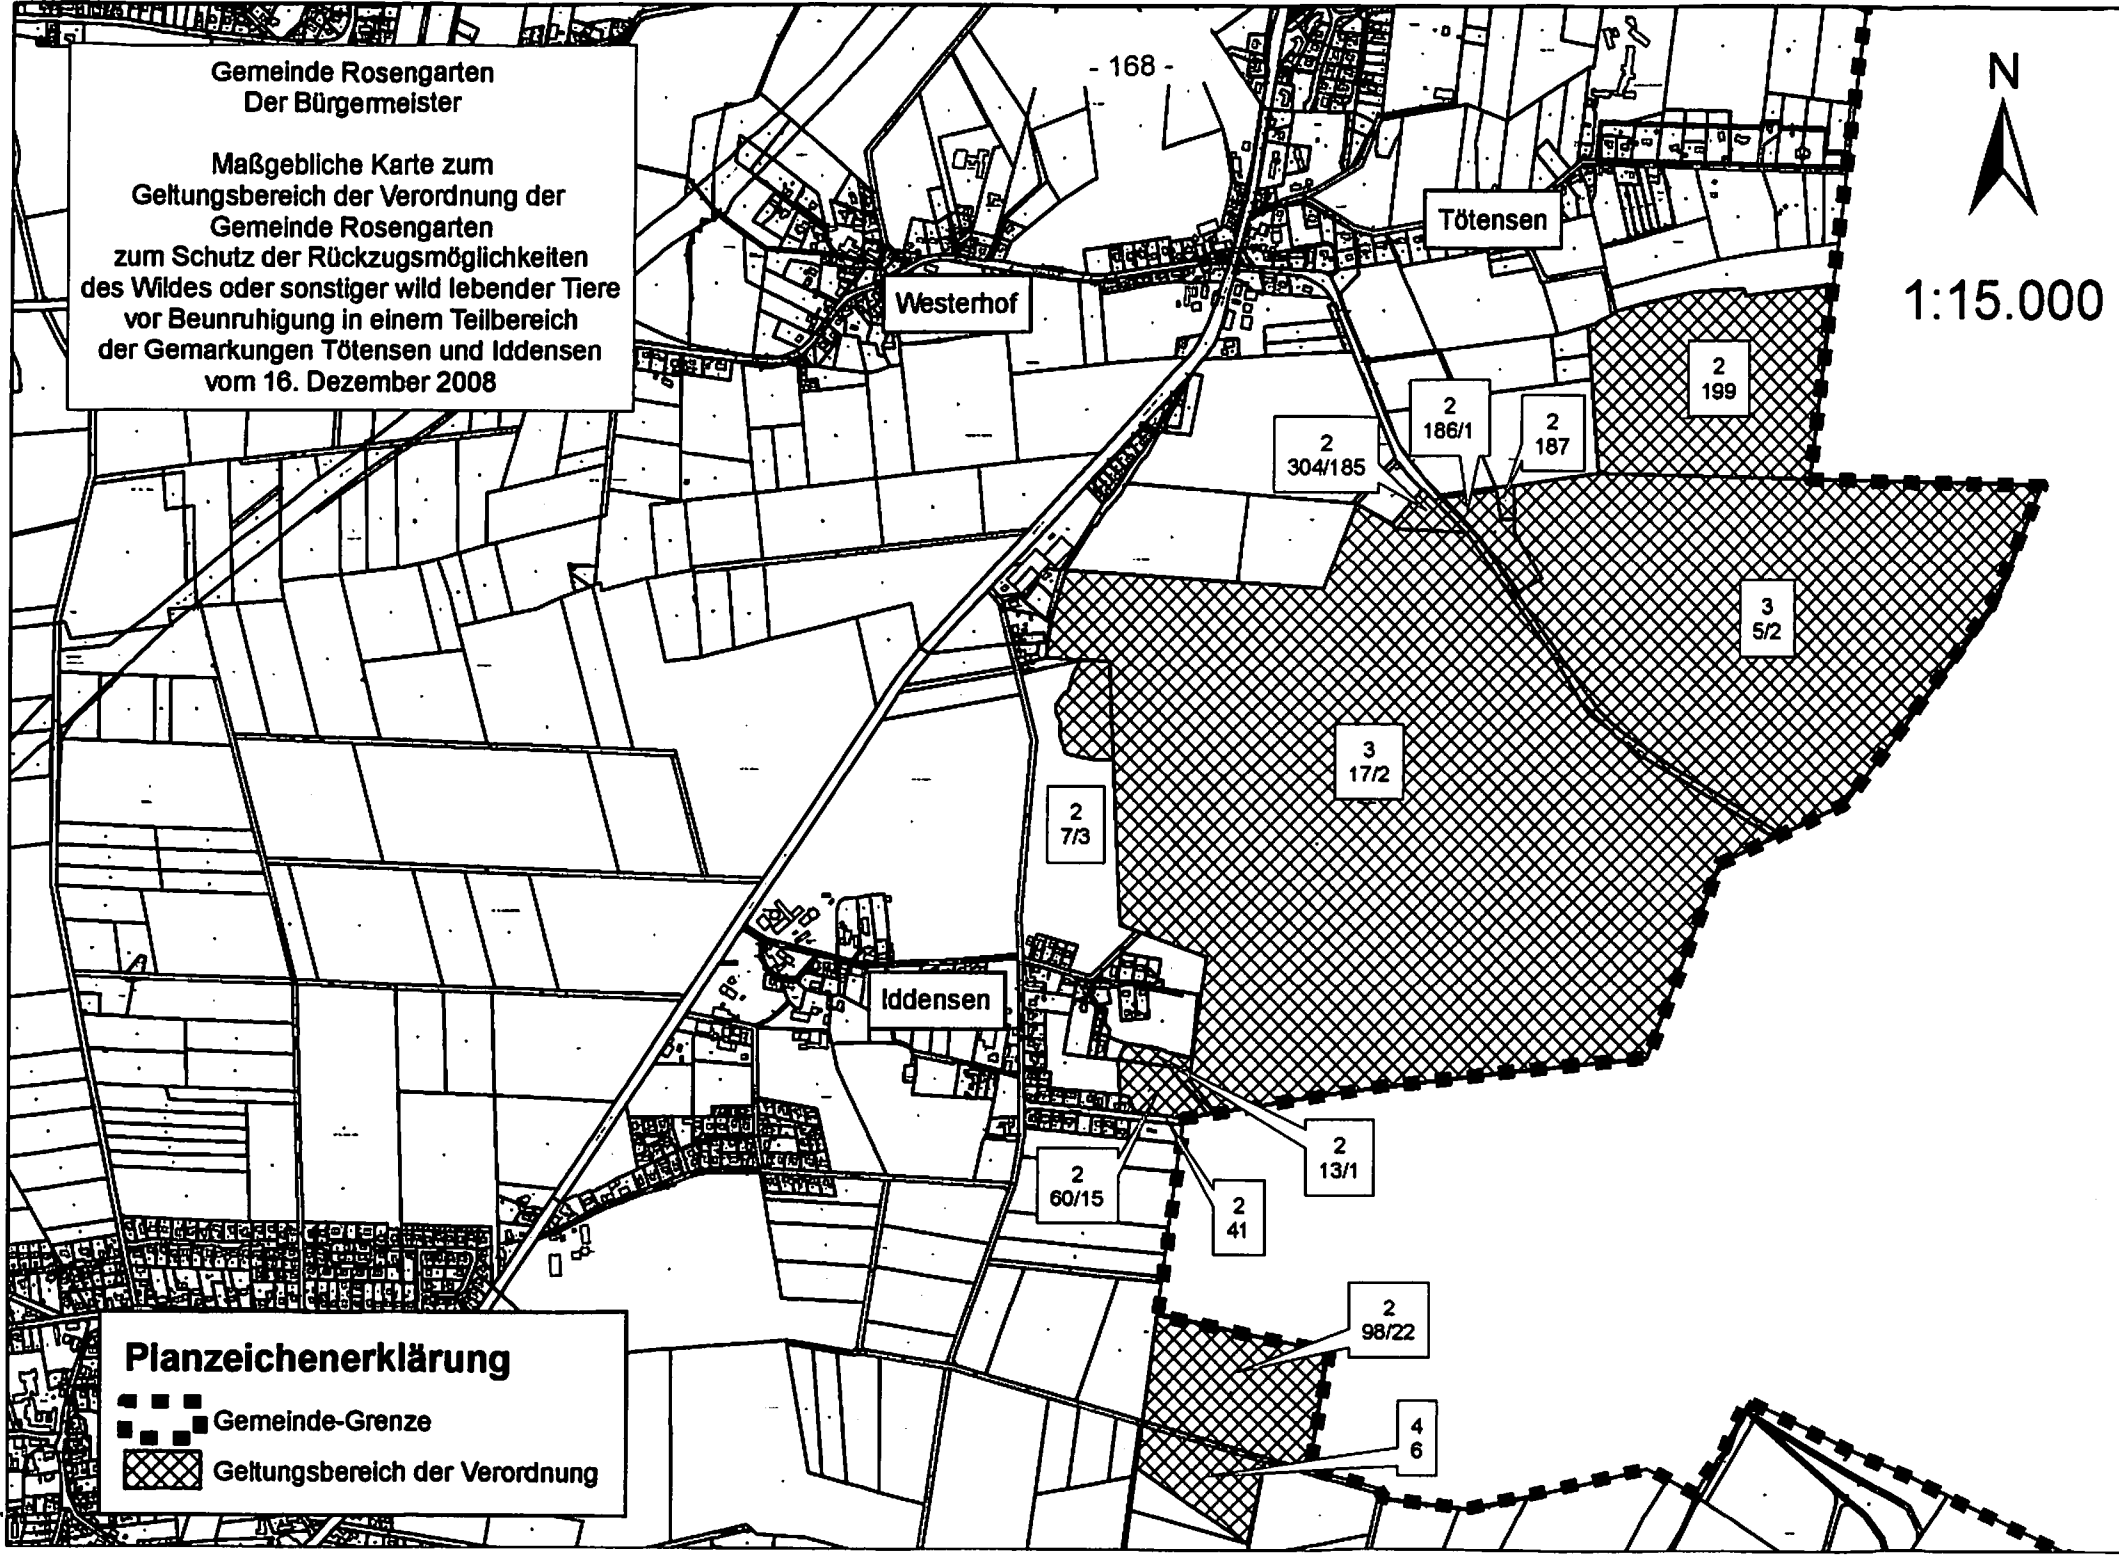 Gemeinde Rosengarten
Der Bürgermeister
Maßgebliche Karte zum
Geltungsbereich der Verordnung der
Gemeinde Rosengarten
zum Schutz der Rückzugsmöglichkeiten
des Wildes oder sonstiger wild lebender Tiere
vor Beunruhigung in einem Teilbereich
der Gemarkungen Tötensen und Iddensen
vom 16. Dezember 2008
- 168 -
N
1:15.000
Tötensen
Westerhof
2
199
2
186/1
2
187
2
304/185
3
5/2
3
17/2
2
7/3
Iddensen
2
13/1
2
60/15
2
41
2
98/22
4
6
Planzeichenerklärung
Gemeinde-Grenze
Geltungsbereich der Verordnung